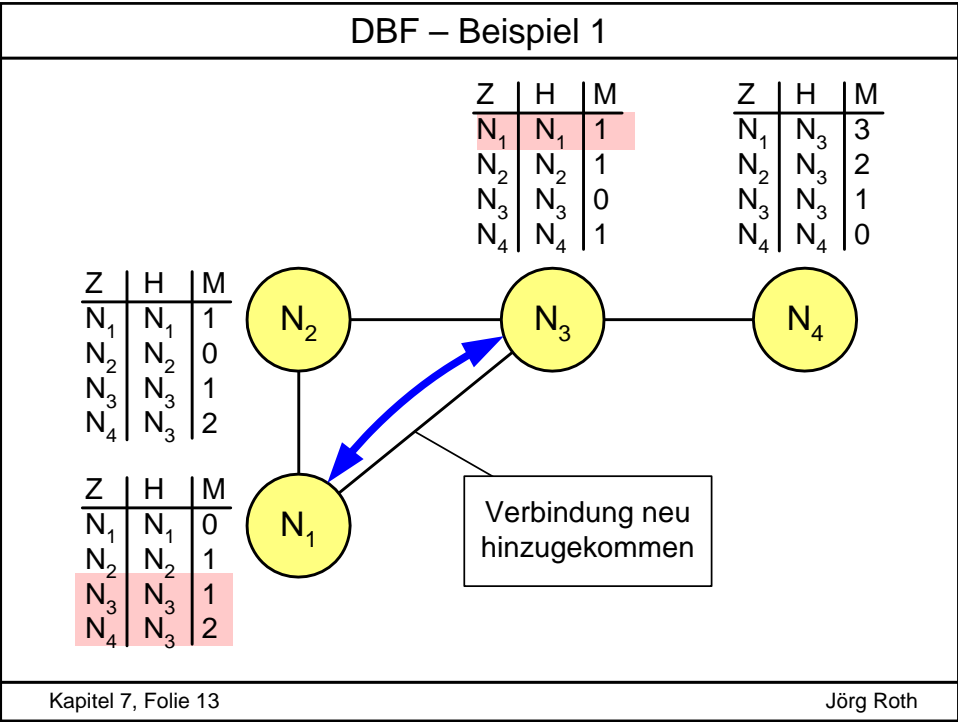 DBF – Beispiel 1
Z H M
N₁ N₁ 1
N₂ N₂ 1
N₃ N₃ 0
N₄ N₄ 1
Z H M
N₁ N₃ 3
N₂ N₃ 2
N₃ N₃ 1
N₄ N₄ 0
Z H M
N₁ N₁ 1
N₂ N₂ 0
N₃ N₃ 1
N₄ N₃ 2
N₂
N₃
N₄
Z H M
N₁ N₁ 0
N₂ N₂ 1
N₃ N₃ 1
N₄ N₃ 2
N₁
Verbindung neu
hinzugekommen
Kapitel 7, Folie 13
Jörg Roth